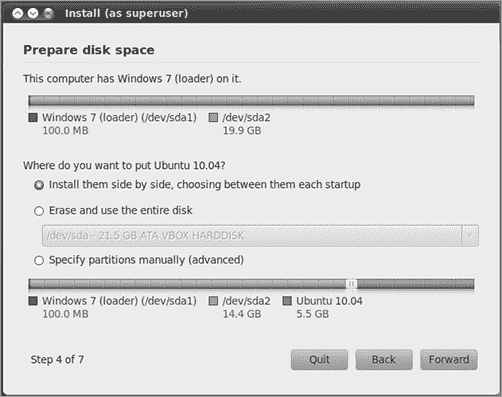 Install (as superuser)
Prepare disk space
This computer has Windows 7 (loader) on it.
Windows 7 (loader) (/dev/sda1) /dev/sda2
100.0 MB 19.9 GB
Where do you want to put Ubuntu 10.04?
Install them side by side, choosing between them each startup
Erase and use the entire disk
/dev/sda - 21.5 GB ATA VBOX HARDDISK
Specify partitions manually (advanced)
Windows 7 (loader) (/dev/sda1) /dev/sda2 Ubuntu 10.04
100.0 MB 14.4 GB 5.5 GB
Step 4 of 7 Quit Back Forward